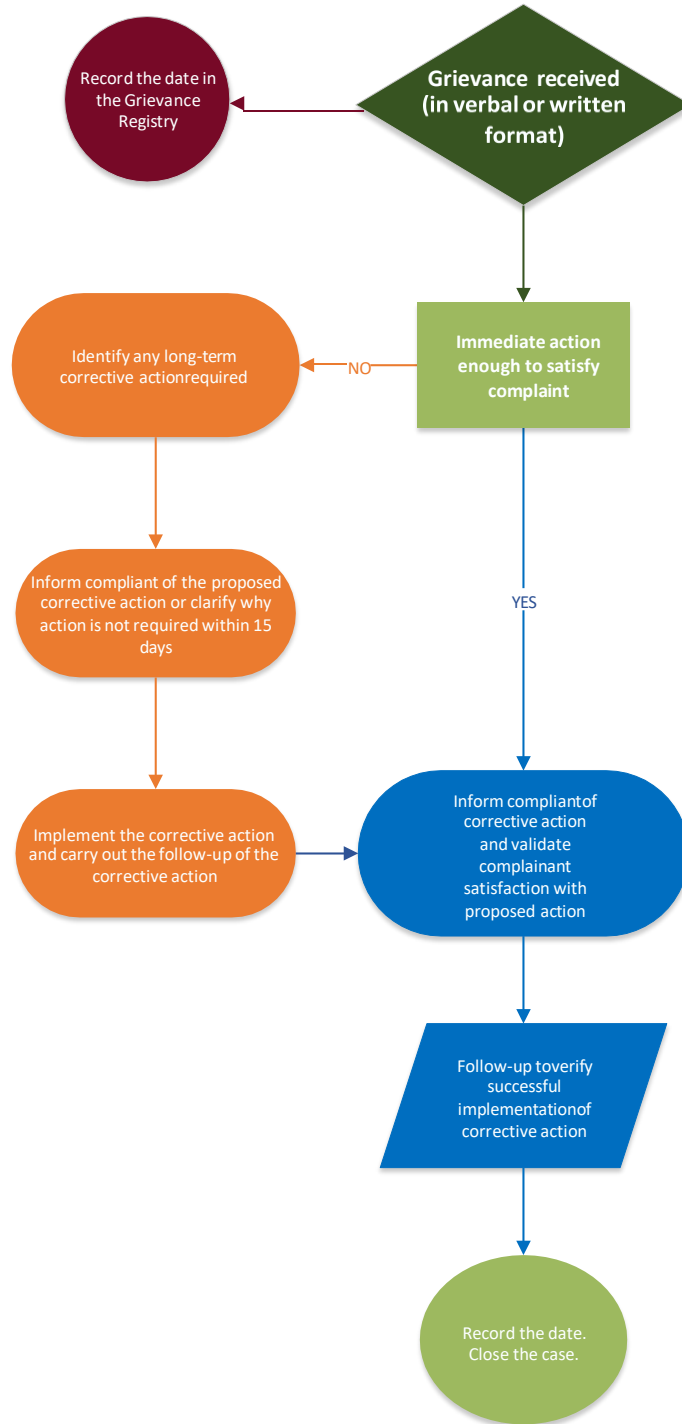 Grievance received
(in verbal or written
format)
Record the date in
the Grievance
Registry
Immediate action
enough to satisfy
complaint
NO
Identify any long-term
corrective actionrequired
Inform compliant of the proposed
corrective action or clarify why
action is not required within 15
days
YES
Implement the corrective action
and carry out the follow-up of the
corrective action
Inform compliantof
corrective action
and validate
complainant
satisfaction with
proposed action
Follow-up toverify
successful
implementationof
corrective action
Record the date.
Close the case.